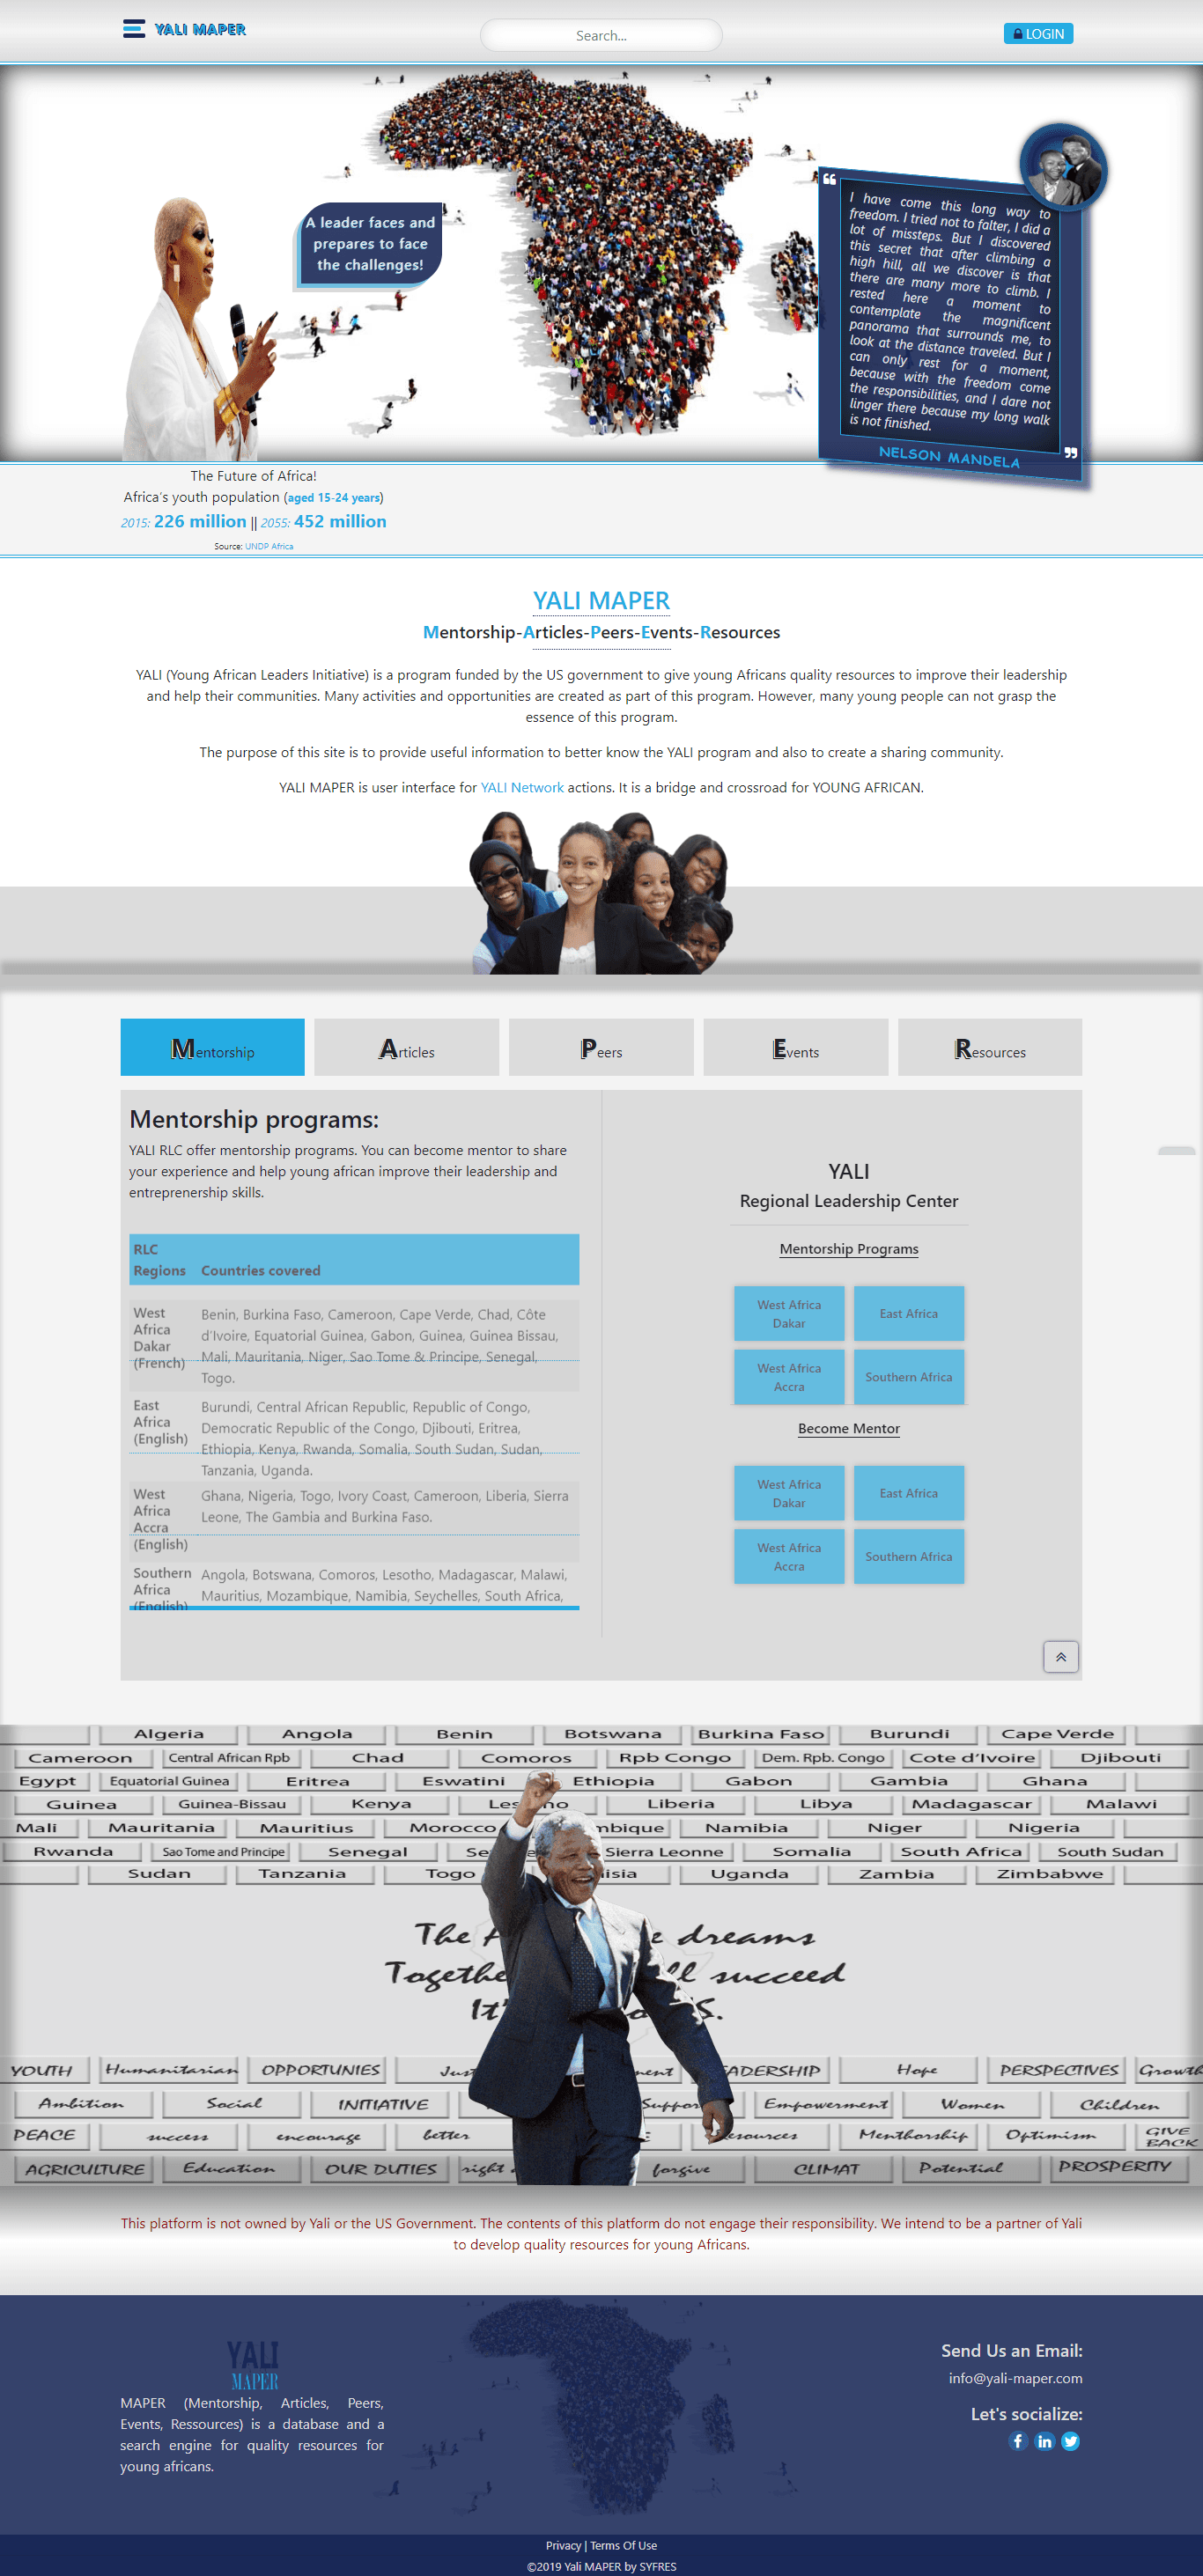 YALI MAPER
Search...
LOGIN
A leader faces and
prepares to face
the challenges!
I have come this long way to
freedom. I tried not to falter, I did a
lot of missteps. But I discovered
this secret that after climbing a
high hill, all we discover is that
there are many more to climb. I
rested here a moment to
contemplate the magnificent
panorama that surrounds me, to
look at the distance traveled. But I
can only rest for a moment,
because with the freedom come
the responsibilities, and I dare not
linger there because my long walk
is not finished.
NELSON MANDELA
The Future of Africa!
Africa's youth population (aged 15-24 years)
2015: 226 million || 2055: 452 million
Source: UNDP Africa
YALI MAPER
Mentorship-Articles-Peers-Events-Resources
YALI (Young African Leaders Initiative) is a program funded by the US government to give young Africans quality resources to improve their leadership
and help their communities. Many activities and opportunities are created as part of this program. However, many young people can not grasp the
essence of this program.
The purpose of this site is to provide useful information to better know the YALI program and also to create a sharing community.
YALI MAPER is user interface for YALI Network actions. It is a bridge and crossroad for YOUNG AFRICAN.
Mentorship Articles Peers Events Resources
Mentorship programs:
YALI RLC offer mentorship programs. You can become mentor to share
your experience and help young african improve their leadership and
entreprenership skills.
RLC
Regions Countries covered
West
Africa
Dakar
(French)
Benin, Burkina Faso, Cameroon, Cape Verde, Chad, Côte
d'Ivoire, Equatorial Guinea, Gabon, Guinea, Guinea Bissau,
Mali, Mauritania, Niger, Sao Tome & Principe, Senegal,
Togo.
East
Africa
(English)
Burundi, Central African Republic, Republic of Congo,
Democratic Republic of the Congo, Djibouti, Eritrea,
Ethiopia, Kenya, Rwanda, Somalia, South Sudan, Sudan,
Tanzania, Uganda.
West
Africa
Accra
(English)
Ghana, Nigeria, Togo, Ivory Coast, Cameroon, Liberia, Sierra
Leone, The Gambia and Burkina Faso.
Southern
Africa
(English)
Angola, Botswana, Comoros, Lesotho, Madagascar, Malawi,
Mauritius, Mozambique, Namibia, Seychelles, South Africa,
YALI
Regional Leadership Center
Mentorship Programs
West Africa
Dakar
East Africa
West Africa
Accra
Southern Africa
Become Mentor
West Africa
Dakar
East Africa
West Africa
Accra
Southern Africa
Algeria Angola Benin Botswana Burkina Faso Burundi Cape Verde
Cameroon Central African Rpb Chad Comoros Rpb Congo Dem. Rpb. Congo Cote d'Ivoire Djibouti
Egypt Equatorial Guinea Eritrea Eswatini Ethiopia Gabon Gambia Ghana
Guinea Guinea-Bissau Kenya Liberia Libya Madagascar Malawi
Mali Mauritania Mauritius Morocco Namibia Niger Nigeria
Rwanda Sao Tome and Principe Senegal Sierra Leonne Somalia South Africa South Sudan
Sudan Tanzania Togo Uganda Zambia Zimbabwe
The dreams
succeed
YOUTH Humanitarian OPPORTUNIES Hope PERSPECTIVES Growth
Ambition Social INITIATIVE Empowerment Women Children
PEACE success encourage better Menthorship Optimism GIVE BACK
AGRICULTURE Education OUR DUTIES right forgive CLIMAT Potential PROSPERITY
This platform is not owned by Yali or the US Government. The contents of this platform do not engage their responsibility. We intend to be a partner of Yali
to develop quality resources for young Africans.
YALI
MAPER
MAPER (Mentorship, Articles, Peers,
Events, Ressources) is a database and a
search engine for quality resources for
young africans.
Send Us an Email:
info@yali-maper.com
Let's socialize:
Privacy | Terms Of Use
©2019 Yali MAPER by SYFRES